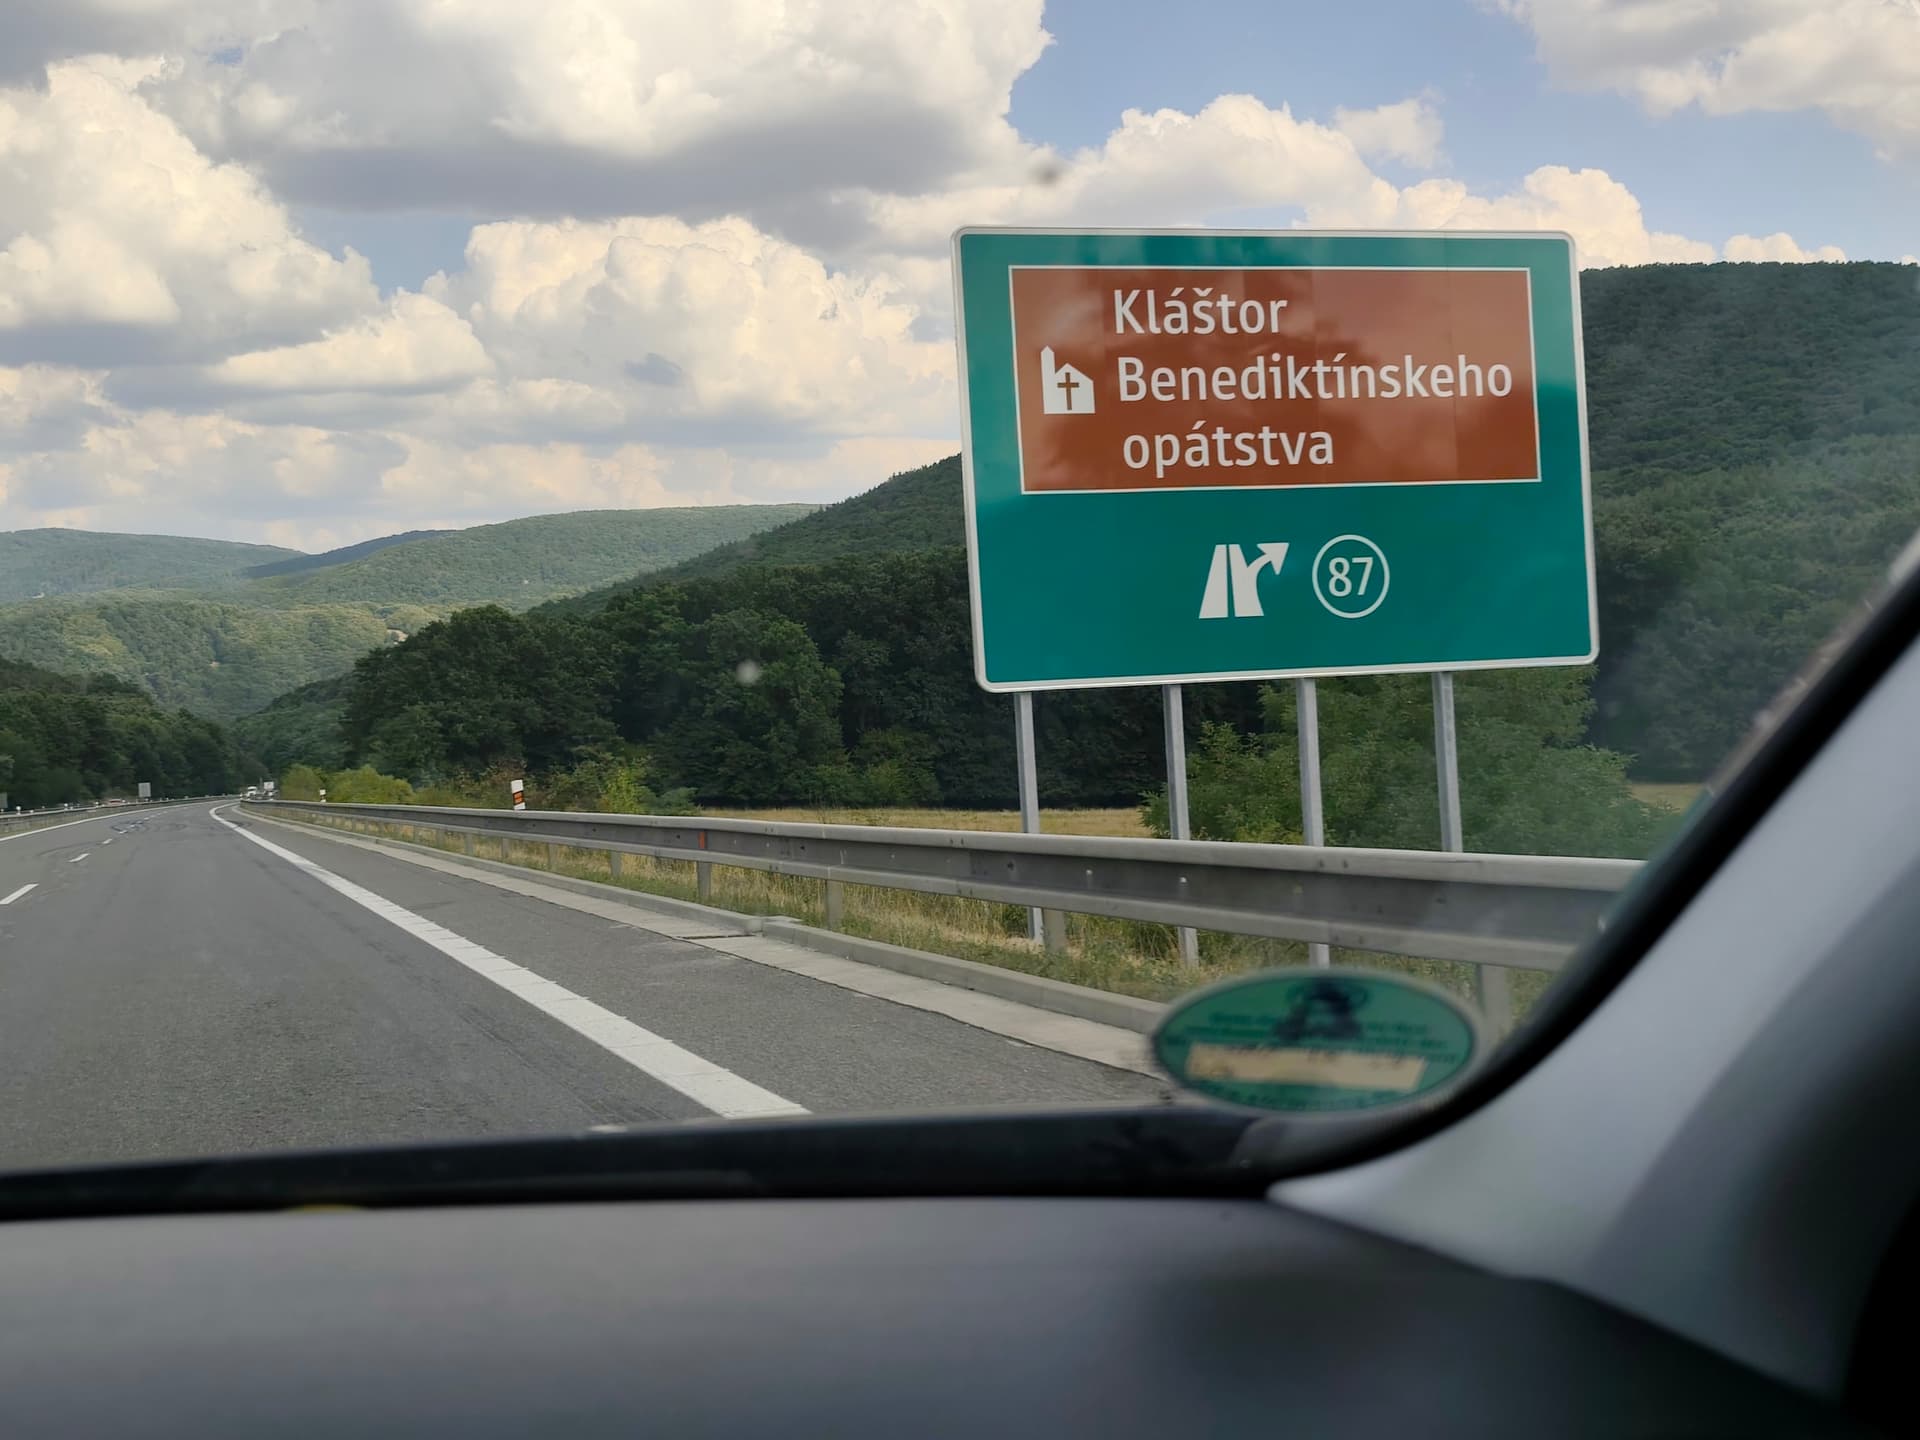 Kláštor
Benediktínskeho
opátstva
87